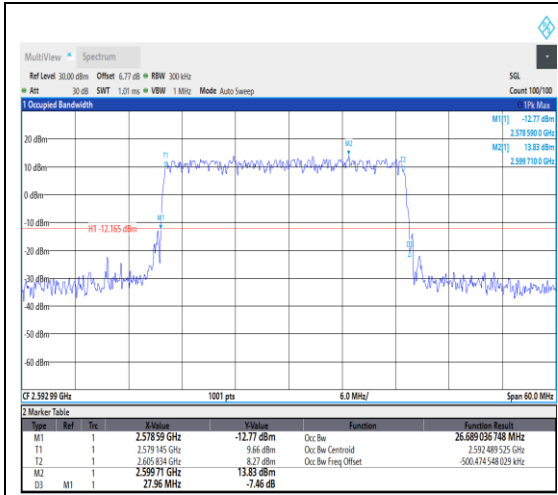 MultiView Spectrum
Ref Level 30.00 dBm Offset 6.77 dB RBW 300 kHz SGL
Att 30 dB SWT 1.01 ms VBW 1 MHz Mode Auto Sweep Count 100/100
1 Occupied Bandwidth 1Pk Max
M1[1] -12.77 dBm
2.578 590 0 GHz
M2[1] 13.83 dBm
2.599 710 0 GHz
20 dBm
T1 M2 T2
10 dBm
0 dBm
-10 dBm
M1
H1 -12.165 dBm
D3
-20 dBm
-30 dBm
-40 dBm
-50 dBm
-60 dBm
CF 2.592 99 GHz 1001 pts 6.0 MHz/ Span 60.0 MHz
2 Marker Table
Type Ref Trc X-Value Y-Value Function Function Result
M1 1 2.578 59 GHz -12.77 dBm Occ Bw 26.689 036 748 MHz
T1 1 2.579 145 GHz 9.66 dBm Occ Bw Centroid 2.592 489 525 GHz
T2 1 2.605 834 GHz 8.27 dBm Occ Bw Freq Offset -500.474 548 029 kHz
M2 1 2.599 71 GHz 13.83 dBm
D3 M1 1 27.96 MHz -7.46 dB